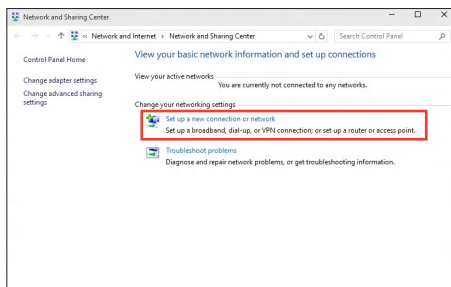 Network and Sharing Center
« Network and Internet › Network and Sharing Center
Search Control Panel
Control Panel Home
Change adapter settings
Change advanced sharing
settings
View your basic network information and set up connections
View your active networks
You are currently not connected to any networks.
Change your networking settings
Set up a new connection or network
Set up a broadband, dial-up, or VPN connection; or set up a router or access point.
Troubleshoot problems
Diagnose and repair network problems, or get troubleshooting information.